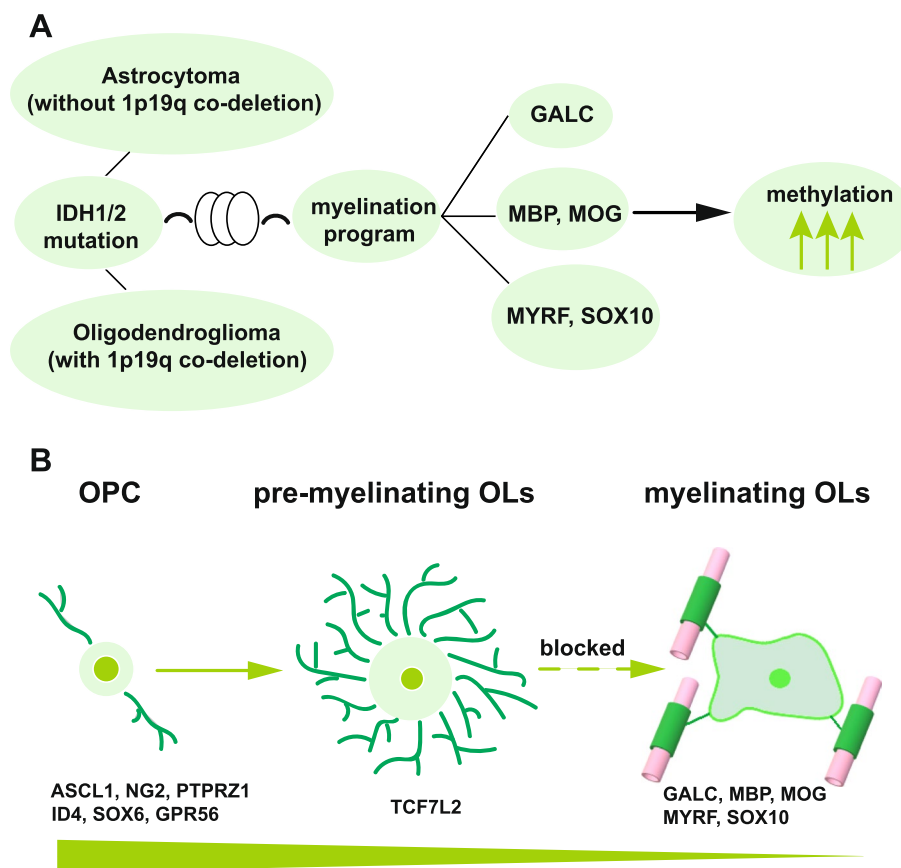 A
Astrocytoma
(without 1p19q co-deletion)
IDH1/2
mutation
Oligodendroglioma
(with 1p19q co-deletion)
myelination
program
GALC
MBP, MOG
MYRF, SOX10
methylation
B
OPC
pre-myelinating OLs
myelinating OLs
blocked
ASCL1, NG2, PTPRZ1
ID4, SOX6, GPR56
TCF7L2
GALC, MBP, MOG
MYRF, SOX10